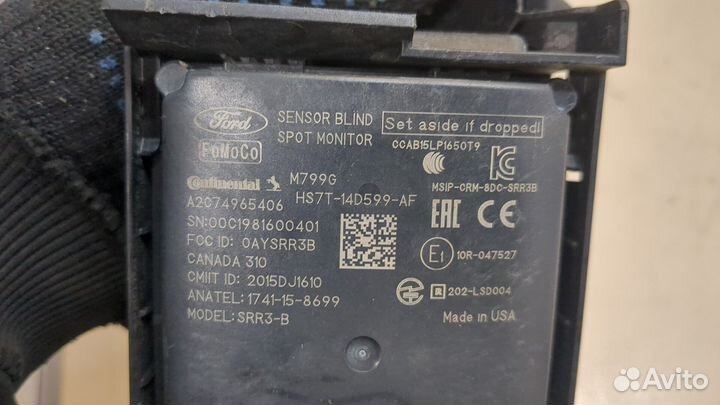 Ford
SENSOR BLIND
SPOT MONITOR
Set aside if dropped!
FoMoCo
CCAB15LP1650T9
Continental
M799G
MSIP-CRM-8DC-SRR3B
A2C74965406
HS7T-14D599-AF
SN:00C1981600401
EAC CE
FCC ID: OAYSRR3B
E1 10R-047527
CANADA 310
CMIIT ID: 2015DJ1610
R 202-LSD004
ANATEL: 1741-15-8699
MODEL: SRR3-B
Made in USA
Avito